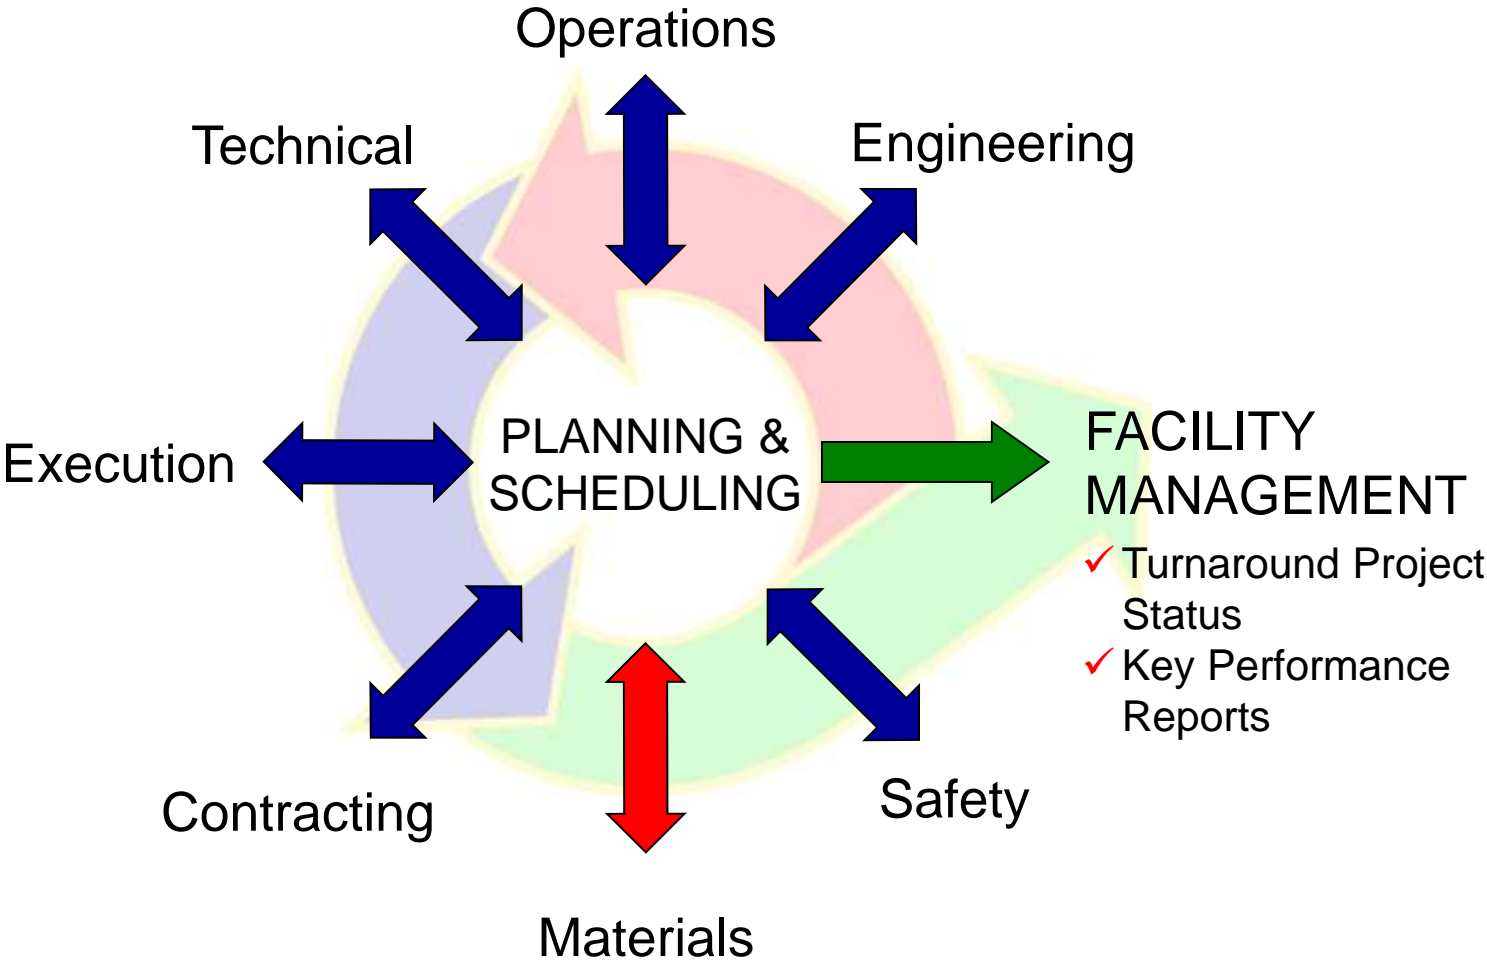 Operations
Technical
Engineering
Execution
PLANNING &
SCHEDULING
FACILITY
MANAGEMENT
✓ Turnaround Project
Status
✓ Key Performance
Reports
Contracting
Safety
Materials